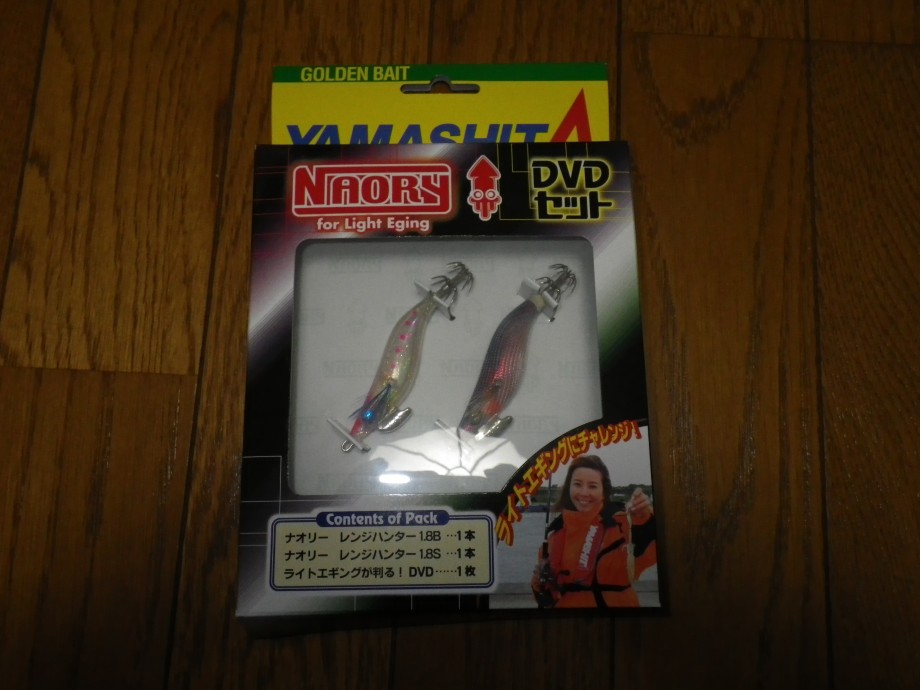 GOLDEN BAIT
YAMASHITA
NAORY
for Light Eging
DVD
セット
ライトエギングにチャレンジ!
Contents of Pack
ナオリー レンジハンター1.8B …1本
ナオリー レンジハンター1.8S …1本
ライトエギングが判る! DVD……1枚